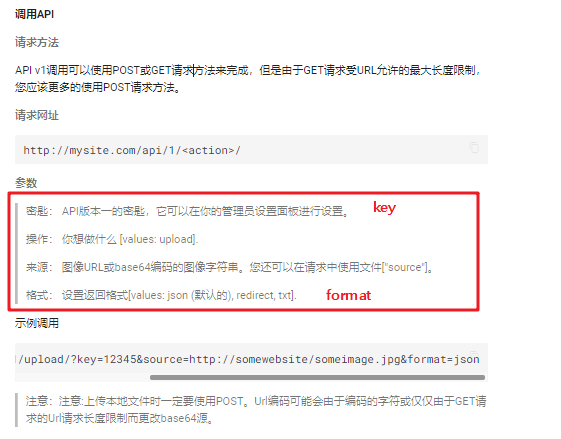 调用API
请求方法
API v1调用可以使用POST或GET请求方法来完成，但是由于GET请求受URL允许的最大长度限制，
您应该更多的使用POST请求方法。
请求网址
http://mysite.com/api/1/<action>/
参数
密匙： API版本一的密匙，它可以在你的管理员设置面板进行设置。 key
操作： 你想做什么 [values: upload].
来源： 图像URL或base64编码的图像字符串。您还可以在请求中使用文件["source"]。
格式： 设置返回格式[values: json (默认的), redirect, txt]. format
示例调用
/upload/?key=12345&source=http://somewebsite/someimage.jpg&format=json
注意：注意:上传本地文件时一定要使用POST。Url编码可能会由于编码的字符或仅仅由于GET请
求的Url请求长度限制而更改base64源。